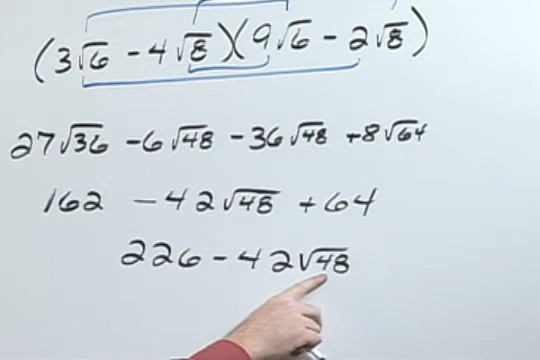 (3√6 - 4√8)(9√6 - 2√8)
27√36 - 6√48 - 36√48 + 8√64
162 - 42√48 + 64
226 - 42√48